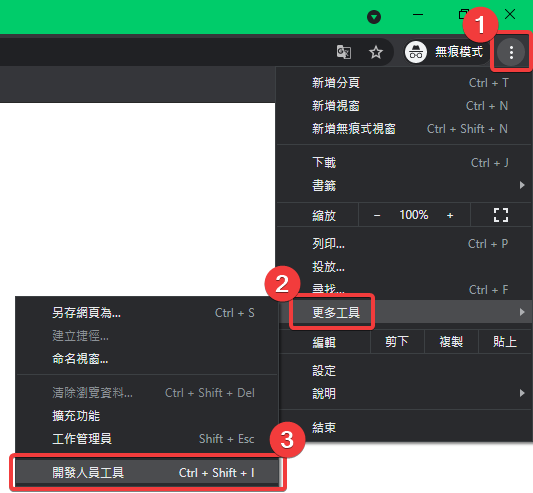 1
無痕模式
新增分頁 Ctrl + T
新增視窗 Ctrl + N
新增無痕式視窗 Ctrl + Shift + N
下載 Ctrl + J
書籤
縮放 − 100% +
列印... Ctrl + P
投放...
2
尋找... Ctrl + F
更多工具
編輯 剪下 複製 貼上
設定
說明
結束
另存網頁為... Ctrl + S
建立捷徑...
命名視窗...
清除瀏覽資料... Ctrl + Shift + Del
擴充功能
工作管理員 Shift + Esc
3
開發人員工具 Ctrl + Shift + I